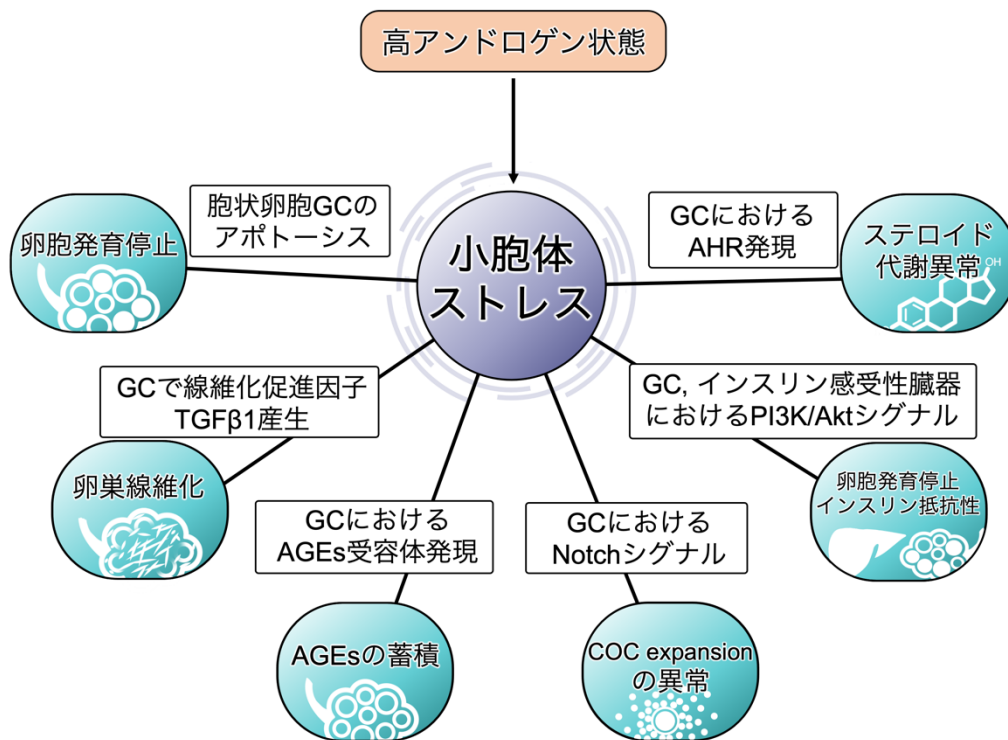 高アンドロゲン状態
胞状卵胞GCの
アポトーシス
卵胞発育停止
小胞体
ストレス
GCにおける
AHR発現
ステロイド
代謝異常
OH
GCで線維化促進因子
TGFβ1産生
卵巣線維化
GC, インスリン感受性臓器
におけるPI3K/Aktシグナル
卵胞発育停止
インスリン抵抗性
GCにおける
AGEs受容体発現
AGEsの蓄積
GCにおける
Notchシグナル
COC expansion
の異常